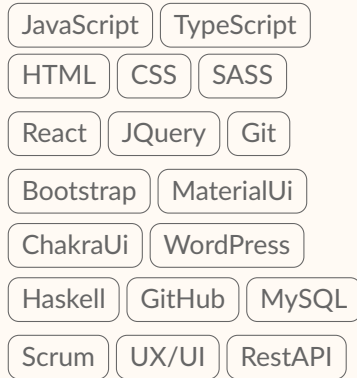 JavaScript TypeScript
HTML CSS SASS
React JQuery Git
Bootstrap MaterialUi
ChakraUi WordPress
Haskell GitHub MySQL
Scrum UX/UI RestAPI